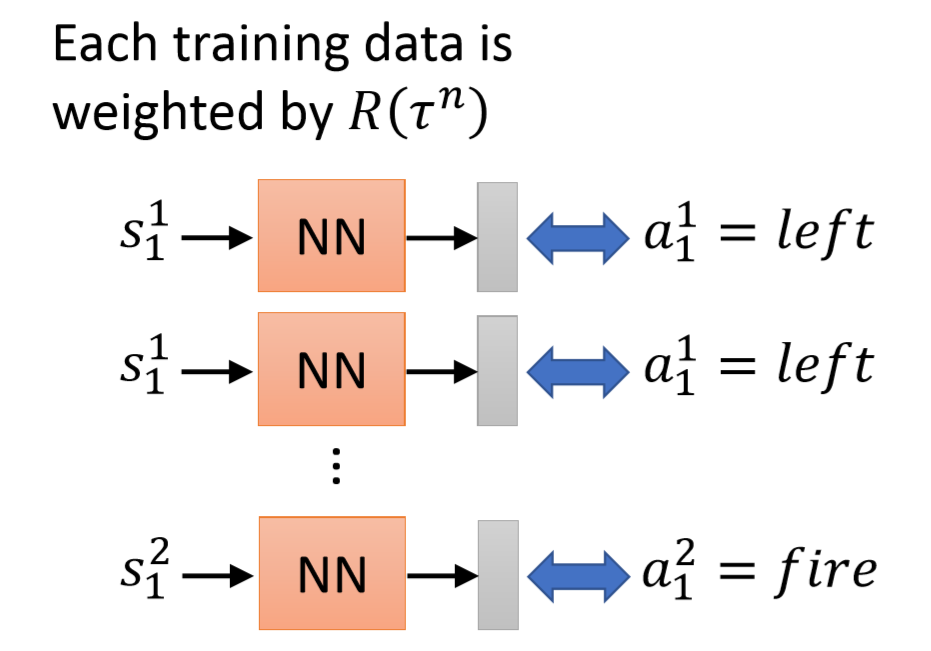 Each training data is
weighted by $R(\tau^n)$
$s_1^1$ NN $a_1^1 = left$
$s_1^1$ NN $a_1^1 = left$
⋮
$s_1^2$ NN $a_1^2 = fire$